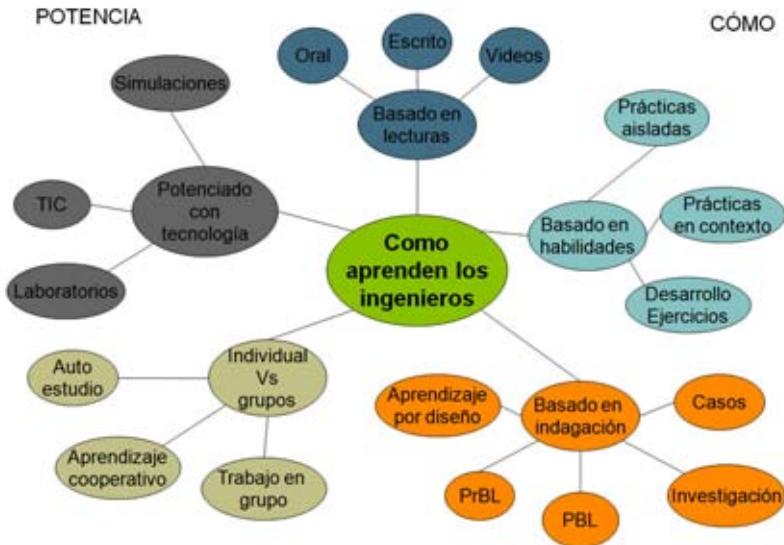 POTENCIA
CÓMO
Oral
Escrito
Videos
Basado en
lecturas
Simulaciones
TIC
Potenciado
con
tecnología
Laboratorios
Como
aprenden los
ingenieros
Prácticas
aisladas
Basado en
habilidades
Prácticas
en contexto
Desarrollo
Ejercicios
Individual
Vs
grupos
Auto
estudio
Aprendizaje
cooperativo
Trabajo en
grupo
Aprendizaje
por diseño
Basado en
indagación
Casos
PrBL
PBL
Investigación